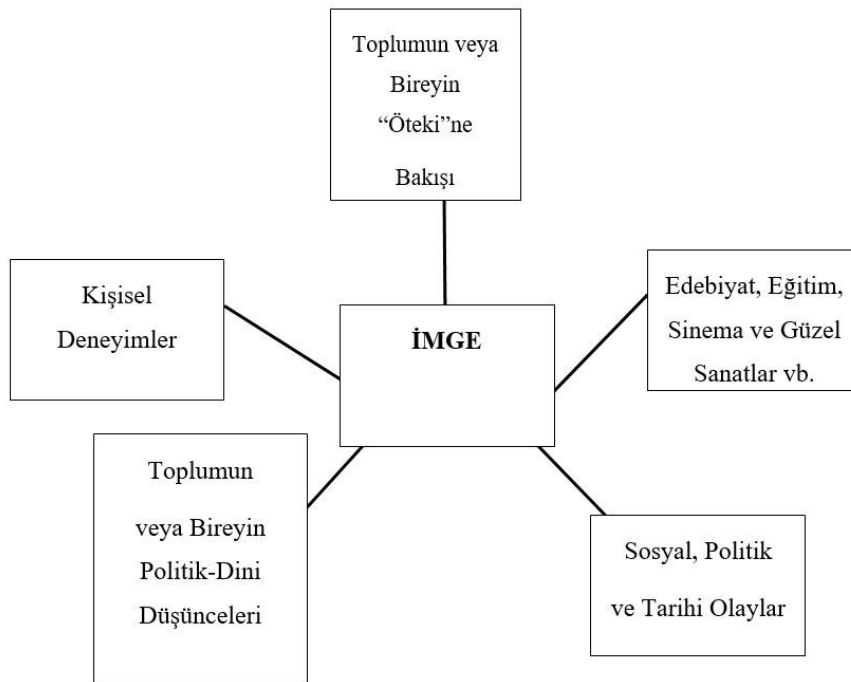 Toplumun veya
Bireyin
“Öteki”ne
Bakışı
Kişisel
Deneyimler
İMGE
Edebiyat, Eğitim,
Sinema ve Güzel
Sanatlar vb.
Toplumun
veya Bireyin
Politik-Dini
Düşünceleri
Sosyal, Politik
ve Tarihi Olaylar